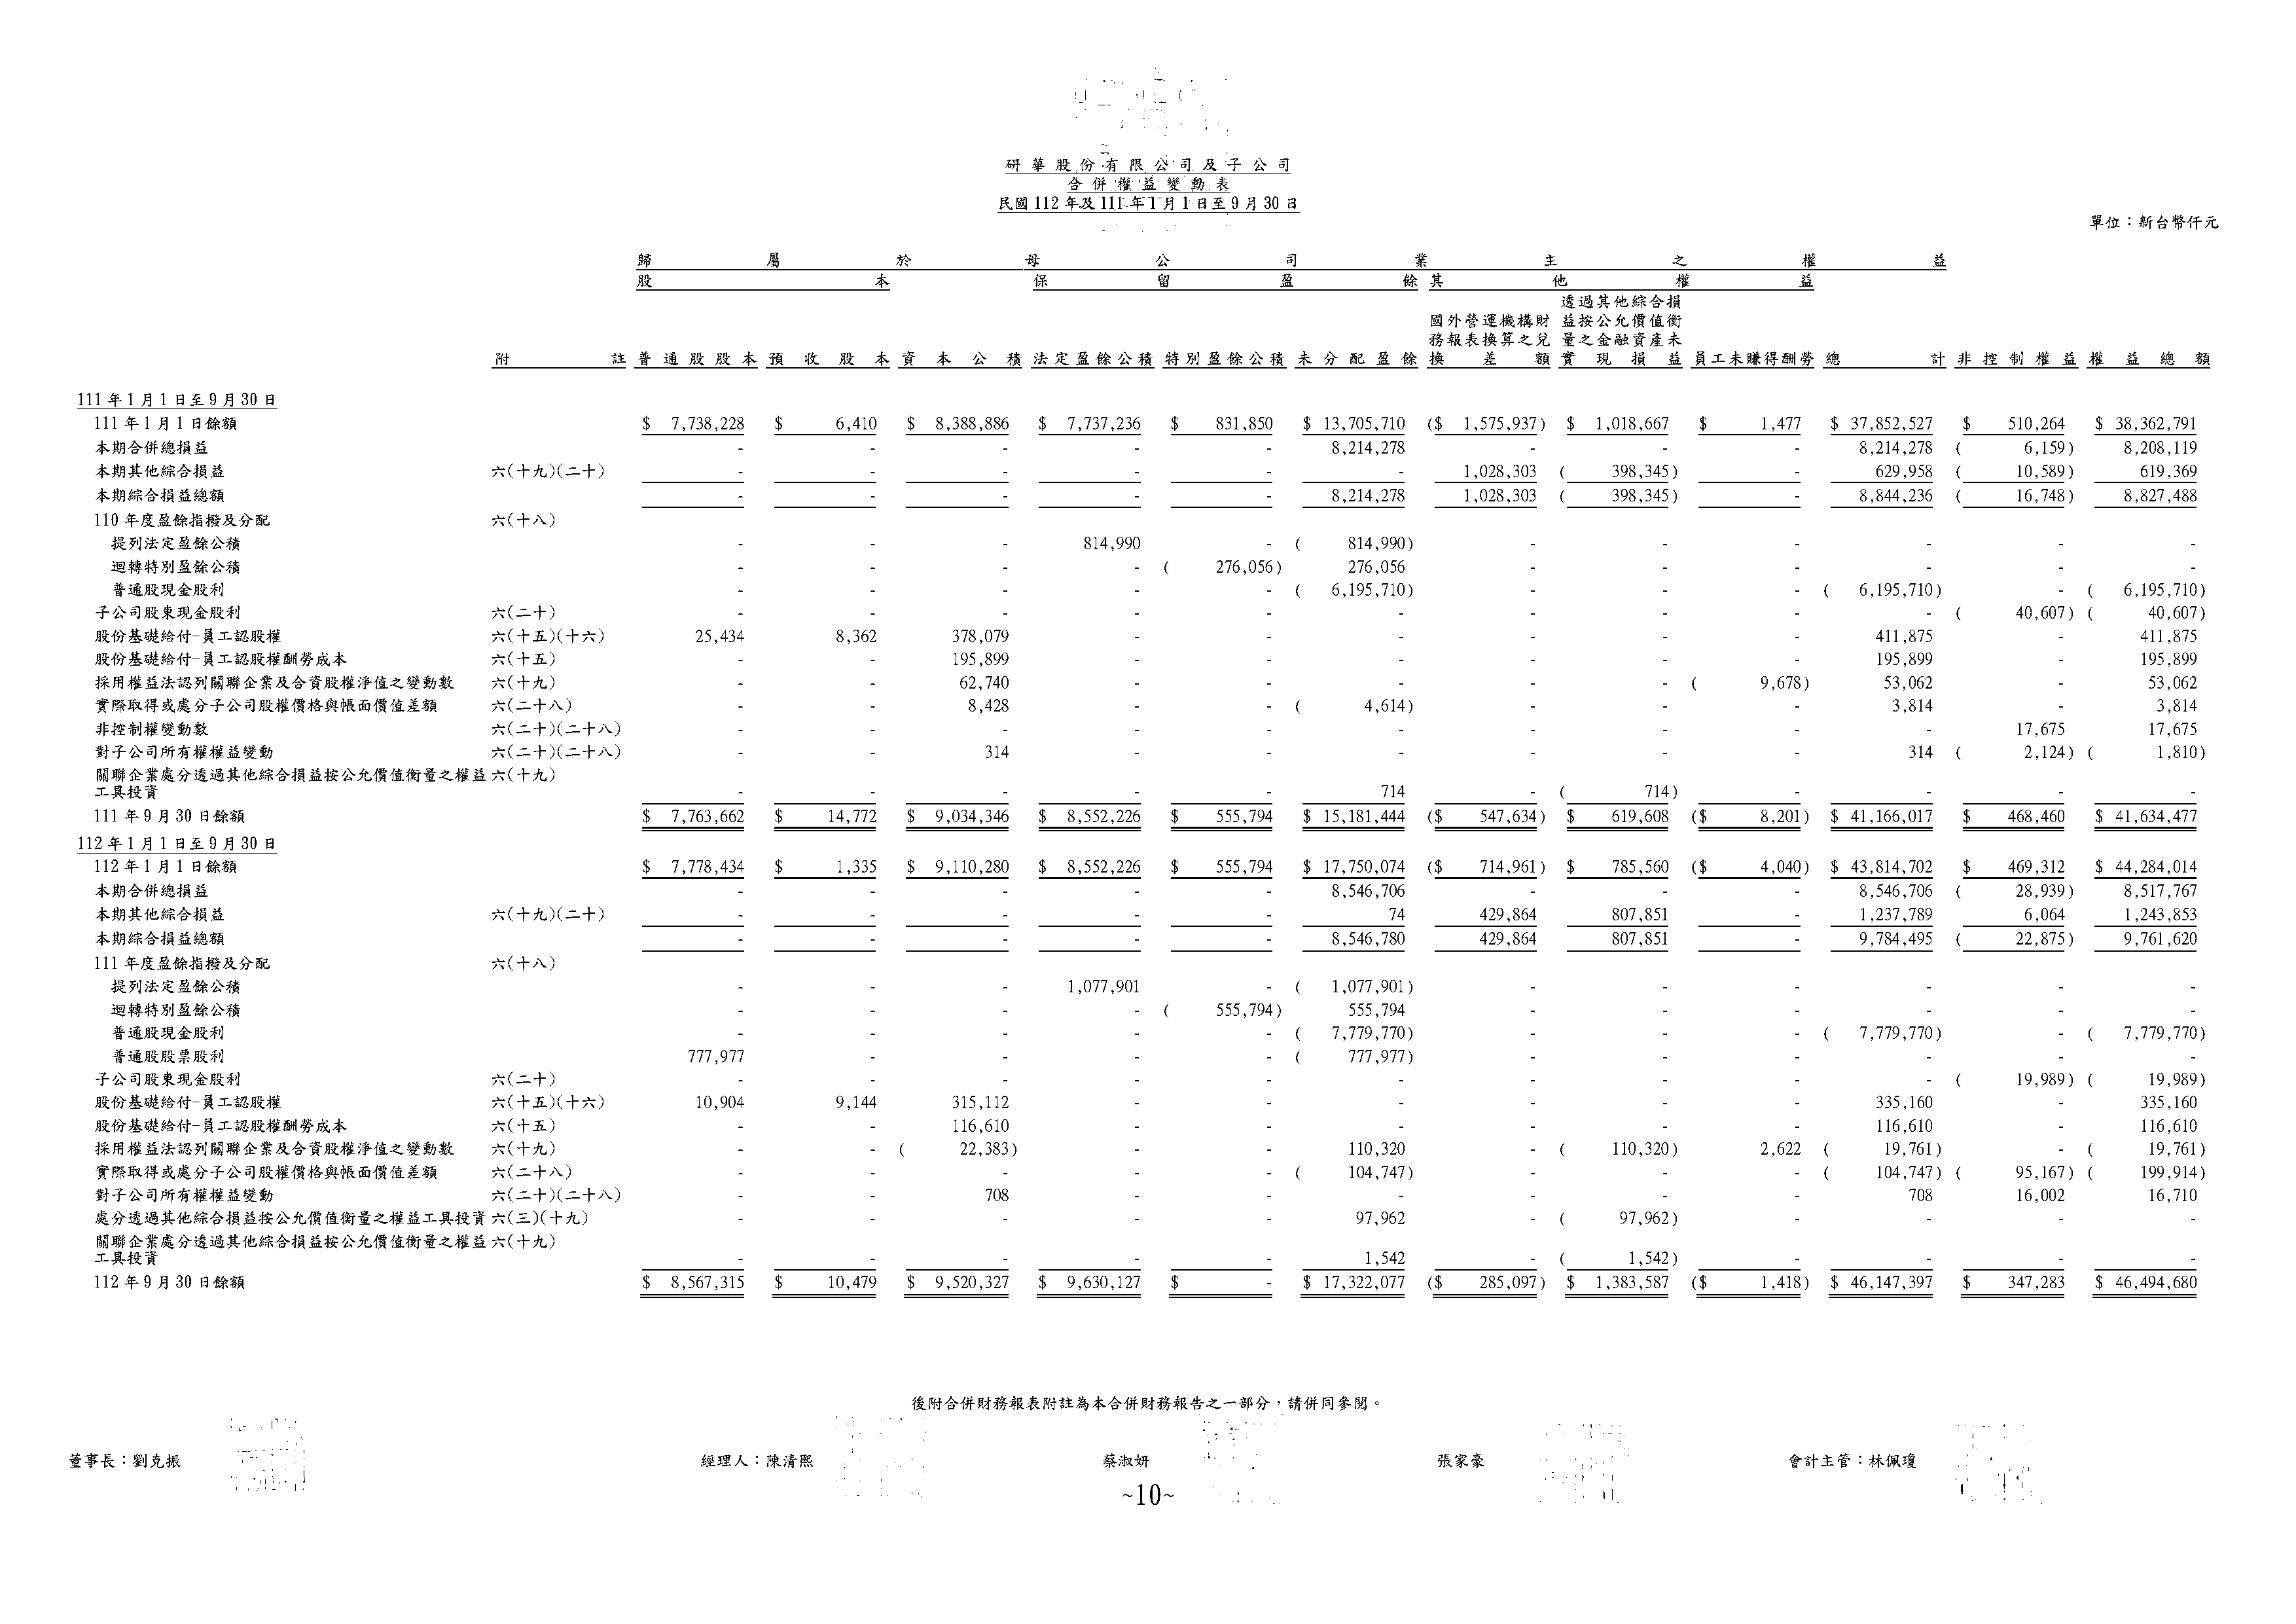 研華股份有限公司及子公司
合併權益變動表
民國112年及111年1月1日至9月30日
單位：新台幣仟元
歸屬於母公司業主之權益
股本 保留盈餘 其他權益
透過其他綜合損
國外營運機構財 益按公允價值衡
務報表換算之兌 量之金融資產未
附註 普通股股本 預收股本 資本公積 法定盈餘公積 特別盈餘公積 未分配盈餘 換差額 實現損益 員工未賺得酬勞 總計 非控制權益 權益總額
111年1月1日至9月30日
111年1月1日餘額 $ 7,738,228 $ 6,410 $ 8,388,886 $ 7,737,236 $ 831,850 $ 13,705,710 ($ 1,575,937) $ 1,018,667 $ 1,477 $ 37,852,527 $ 510,264 $ 38,362,791
本期合併總損益 - - - - - 8,214,278 - - - 8,214,278 ( 6,159) 8,208,119
本期其他綜合損益 六(十九)(二十) - - - - - - 1,028,303 ( 398,345) - 629,958 ( 10,589) 619,369
本期綜合損益總額 - - - - - 8,214,278 1,028,303 ( 398,345) - 8,844,236 ( 16,748) 8,827,488
110年度盈餘指撥及分配 六(十八)
提列法定盈餘公積 - - - 814,990 - ( 814,990) - - - - - -
迴轉特別盈餘公積 - - - - ( 276,056) 276,056 - - - - - -
普通股現金股利 - - - - - ( 6,195,710) - - - ( 6,195,710) - ( 6,195,710)
子公司股東現金股利 六(二十) - - - - - - - - - - ( 40,607) ( 40,607)
股份基礎給付-員工認股權 六(十五)(十六) 25,434 8,362 378,079 - - - - - - 411,875 - 411,875
股份基礎給付-員工認股權酬勞成本 六(十五) - - 195,899 - - - - - - 195,899 - 195,899
採用權益法認列關聯企業及合資股權淨值之變動數 六(十九) - - 62,740 - - - - - ( 9,678) 53,062 - 53,062
實際取得或處分子公司股權價格與帳面價值差額 六(二十八) - - 8,428 - - ( 4,614) - - - 3,814 - 3,814
非控制權變動數 六(二十)(二十八) - - - - - - - - - - 17,675 17,675
對子公司所有權權益變動 六(二十)(二十八) - - 314 - - - - - - 314 ( 2,124) ( 1,810)
關聯企業處分透過其他綜合損益按公允價值衡量之權益 六(十九)
工具投資 - - - - - 714 - ( 714) - - - -
111年9月30日餘額 $ 7,763,662 $ 14,772 $ 9,034,346 $ 8,552,226 $ 555,794 $ 15,181,444 ($ 547,634) $ 619,608 ($ 8,201) $ 41,166,017 $ 468,460 $ 41,634,477
112年1月1日至9月30日
112年1月1日餘額 $ 7,778,434 $ 1,335 $ 9,110,280 $ 8,552,226 $ 555,794 $ 17,750,074 ($ 714,961) $ 785,560 ($ 4,040) $ 43,814,702 $ 469,312 $ 44,284,014
本期合併總損益 - - - - - 8,546,706 - - - 8,546,706 ( 28,939) 8,517,767
本期其他綜合損益 六(十九)(二十) - - - - - 74 429,864 807,851 - 1,237,789 6,064 1,243,853
本期綜合損益總額 - - - - - 8,546,780 429,864 807,851 - 9,784,495 ( 22,875) 9,761,620
111年度盈餘指撥及分配 六(十八)
提列法定盈餘公積 - - - 1,077,901 - ( 1,077,901) - - - - - -
迴轉特別盈餘公積 - - - - ( 555,794) 555,794 - - - - - -
普通股現金股利 - - - - - ( 7,779,770) - - - ( 7,779,770) - ( 7,779,770)
普通股股票股利 777,977 - - - - ( 777,977) - - - - - -
子公司股東現金股利 六(二十) - - - - - - - - - - ( 19,989) ( 19,989)
股份基礎給付-員工認股權 六(十五)(十六) 10,904 9,144 315,112 - - - - - - 335,160 - 335,160
股份基礎給付-員工認股權酬勞成本 六(十五) - - 116,610 - - - - - - 116,610 - 116,610
採用權益法認列關聯企業及合資股權淨值之變動數 六(十九) - - ( 22,383) - - 110,320 - ( 110,320) 2,622 ( 19,761) - ( 19,761)
實際取得或處分子公司股權價格與帳面價值差額 六(二十八) - - - - - ( 104,747) - - - ( 104,747) ( 95,167) ( 199,914)
對子公司所有權權益變動 六(二十)(二十八) - - 708 - - - - - - 708 16,002 16,710
處分透過其他綜合損益按公允價值衡量之權益工具投資 六(三)(十九) - - - - - 97,962 - ( 97,962) - - - -
關聯企業處分透過其他綜合損益按公允價值衡量之權益 六(十九)
工具投資 - - - - - 1,542 - ( 1,542) - - - -
112年9月30日餘額 $ 8,567,315 $ 10,479 $ 9,520,327 $ 9,630,127 $ - $ 17,322,077 ($ 285,097) $ 1,383,587 ($ 1,418) $ 46,147,397 $ 347,283 $ 46,494,680
後附合併財務報表附註為本合併財務報告之一部分，請併同參閱。
董事長：劉克振 經理人：陳清熙 蔡淑妍 張家豪 會計主管：林佩瓊
~10~